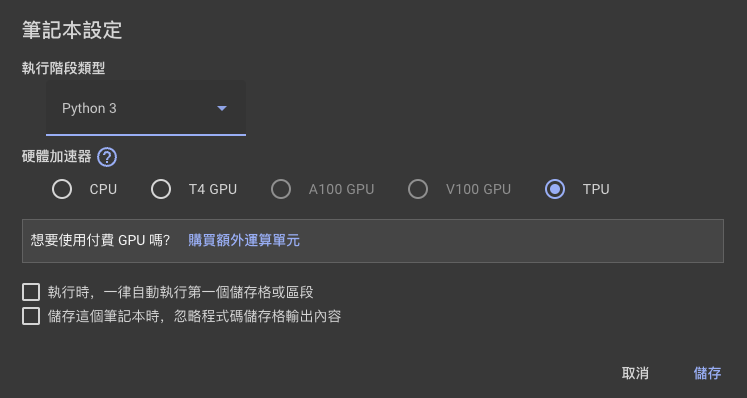 筆記本設定
執行階段類型
Python 3
硬體加速器 ?
CPU T4 GPU A100 GPU V100 GPU TPU
想要使用付費 GPU 嗎? 購買額外運算單元
執行時，一律自動執行第一個儲存格或區段
儲存這個筆記本時，忽略程式碼儲存格輸出內容
取消 儲存